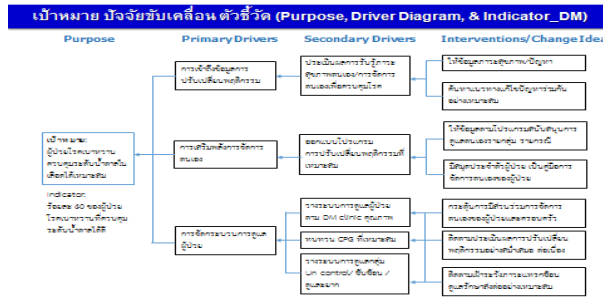 เป้าหมาย ปัจจัยขับเคลื่อน ตัวชี้วัด (Purpose, Driver Diagram, & Indicator_DM)
Purpose
Primary Drivers
Secondary Drivers
Interventions/Change Idea
เป้าหมาย:
ผู้ป่วยโรคเบาหวาน
ควบคุมระดับน้ำตาลใน
เลือดได้เหมาะสม
Indicator:
ร้อยละ 40 ของผู้ป่วย
โรคเบาหวานที่ควบคุม
ระดับน้ำตาลได้ดี
การเข้าถึงข้อมูลการ
ปรับเปลี่ยนพฤติกรรม
การเสริมพลังการจัดการ
ตนเอง
การจัดกระบวนการดูแล
ผู้ป่วย
ประเมินผลการรับรู้ภาวะ
สุขภาพตนเอง/การจัดการ
ตนเองเพื่อควบคุมโรค
ออกแบบโปรแกรม
การปรับเปลี่ยนพฤติกรรมที่
เหมาะสม
วางระบบการดูแลผู้ป่วย
ตาม DM clinic คุณภาพ
ทบทวน CPG ที่เหมาะสม
วางระบบการดูแลกลุ่ม
Un control/ ซับซ้อน /
ดูแลยาก
ให้ข้อมูลภาวะสุขภาพ/ปัญหา
ค้นหาแนวทางแก้ไขปัญหาร่วมกัน
อย่างเหมาะสม
ให้ข้อมูลตามโปรแกรมสนับสนุนการ
ดูแลตนเองรายกลุ่ม รายกรณี
มีสมุดประจำตัวผู้ป่วย เป็นคู่มือการ
จัดการตนเองของผู้ป่วย
กระตุ้นการมีส่วนร่วมการจัดการ
ตนเองของผู้ป่วยและครอบครัว
ติดตามประเมินผลการปรับเปลี่ยน
พฤติกรรมอย่างสม่ำเสมอ ต่อเนื่อง
ติดตามเฝ้าระวังภาวะแทรกซ้อน
ดูแลรักษาส่งต่ออย่างเหมาะสม